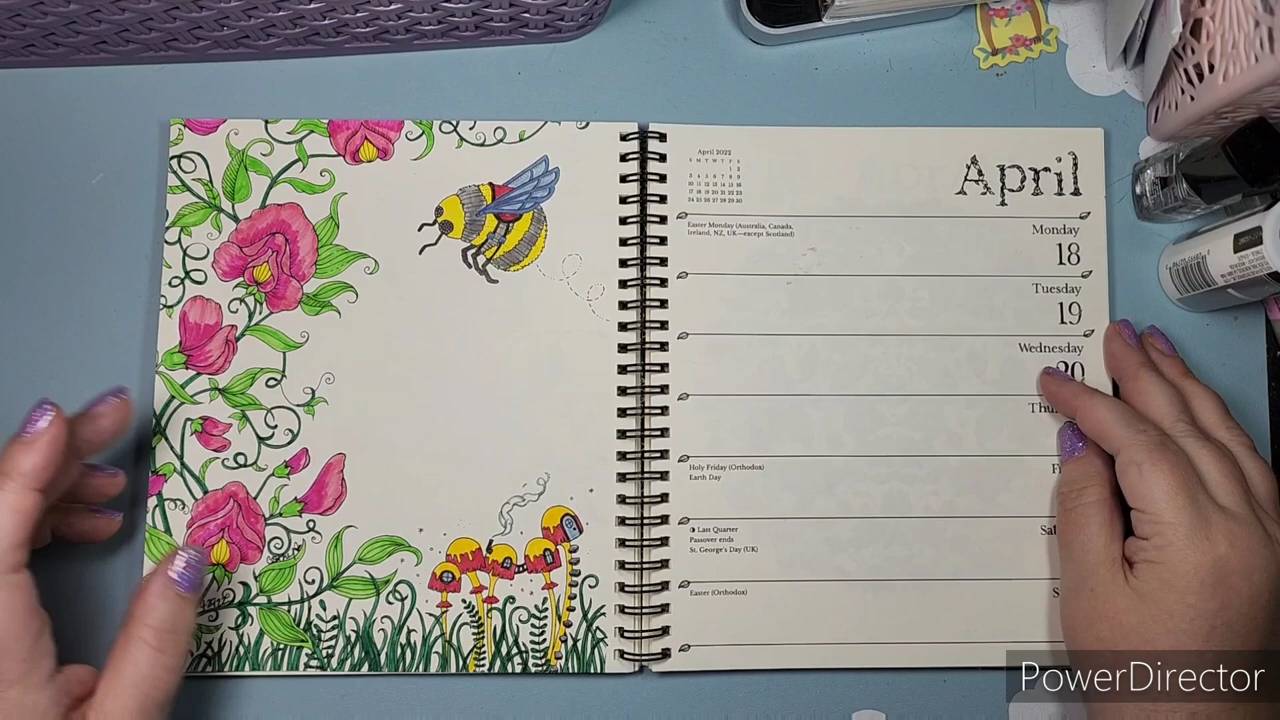 April 2022
S M T W T F S
1 2
3 4 5 6 7 8 9
10 11 12 13 14 15 16
17 18 19 20 21 22 23
24 25 26 27 28 29 30
April
Easter Monday (Australia, Canada,
Ireland, NZ, UK—except Scotland)
Monday
18
Tuesday
19
Wednesday
20
Thu
Holy Friday (Orthodox)
Earth Day
F
Last Quarter
Passover ends
St. George's Day (UK)
Sat
Easter (Orthodox)
S
PowerDirector